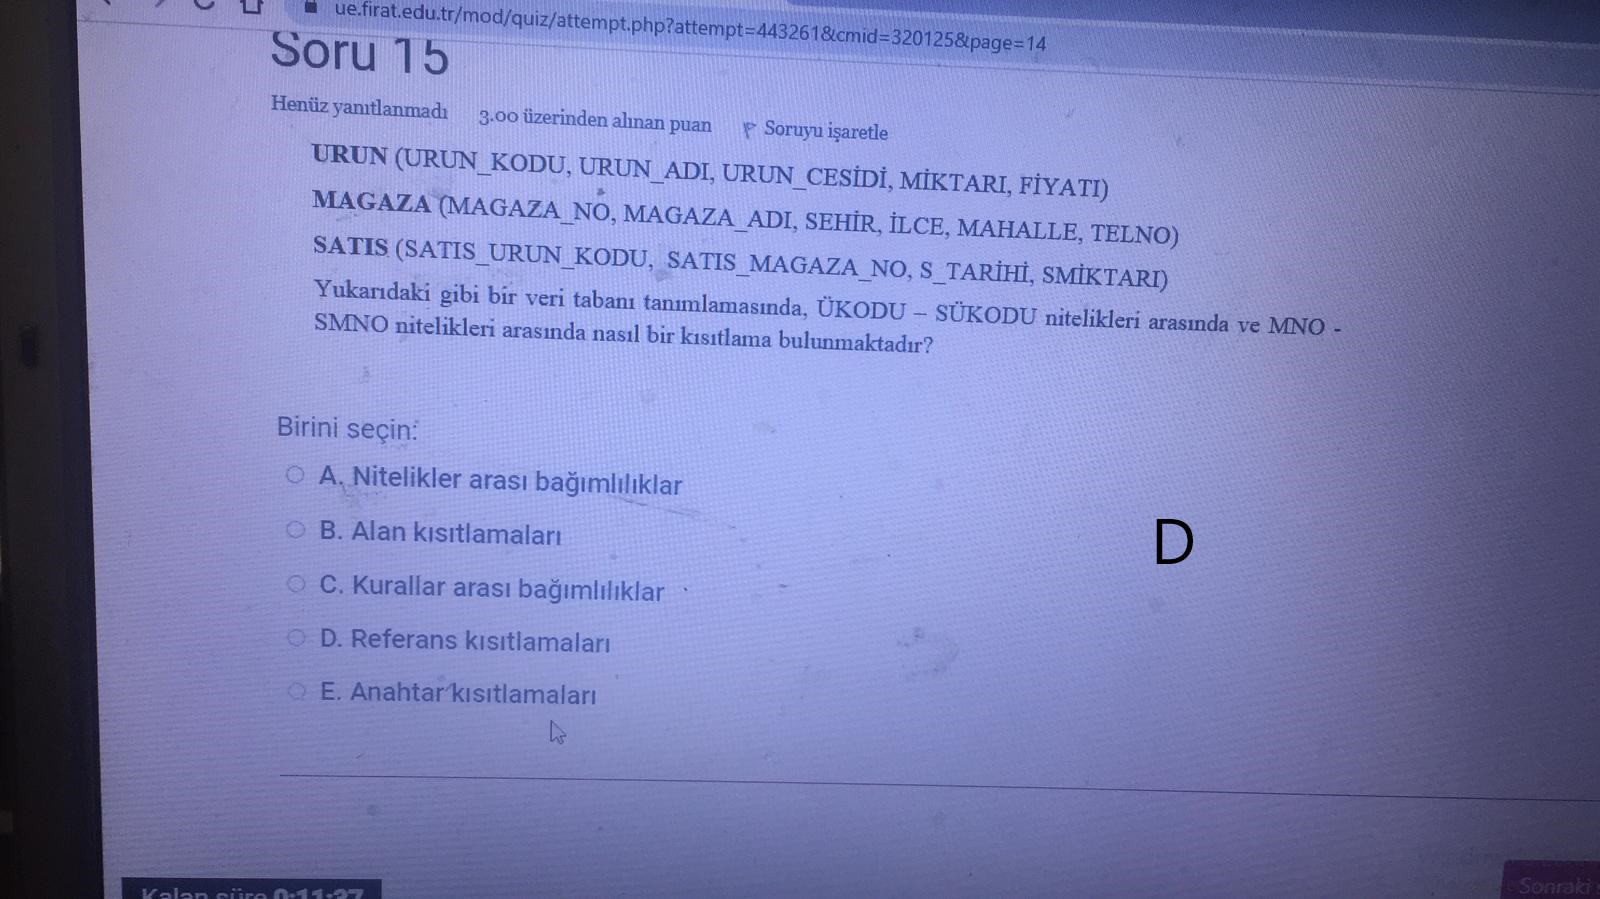 ue.firat.edu.tr/mod/quiz/attempt.php?attempt=443261&cmid=320125&page=14
Soru 15
Henüz yanıtlanmadı 3.00 üzerinden alınan puan Soruyu işaretle
URUN (URUN_KODU, URUN_ADI, URUN_CESİDİ, MİKTARI, FİYATI)
MAGAZA (MAGAZA_NO, MAGAZA_ADI, SEHİR, İLCE, MAHALLE, TELNO)
SATIS (SATIS_URUN_KODU, SATIS_MAGAZA_NO, S_TARİHİ, SMİKTARI)
Yukarıdaki gibi bir veri tabanı tanımlamasında, ÜKODU – SÜKODU nitelikleri arasında ve MNO -
SMNO nitelikleri arasında nasıl bir kısıtlama bulunmaktadır?
Birini seçin:
A. Nitelikler arası bağımlılıklar
B. Alan kısıtlamaları
C. Kurallar arası bağımlılıklar
D. Referans kısıtlamaları
E. Anahtar kısıtlamaları
D
Kalan süre 0:11:37
Sonraki